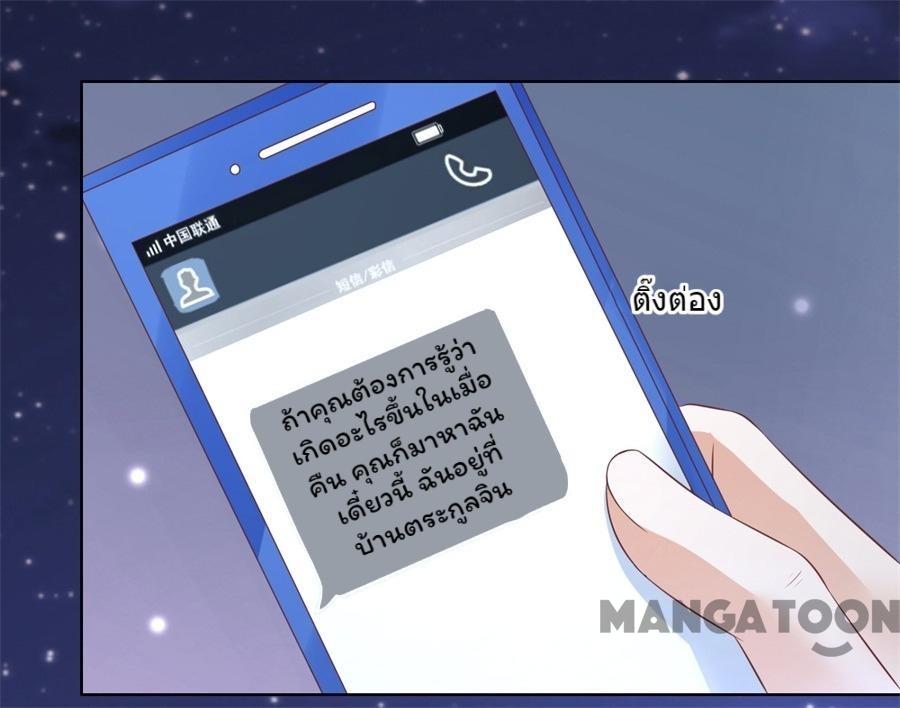 中国联通
短信/彩信
ติ๊งต่อง
ถ้าคุณต้องการรู้ว่า
เกิดอะไรขึ้นในเมื่อ
คืน คุณก็มาหาฉัน
เดี๋ยวนี้ ฉันอยู่ที่
บ้านตระกูลจิน
MANGATOON